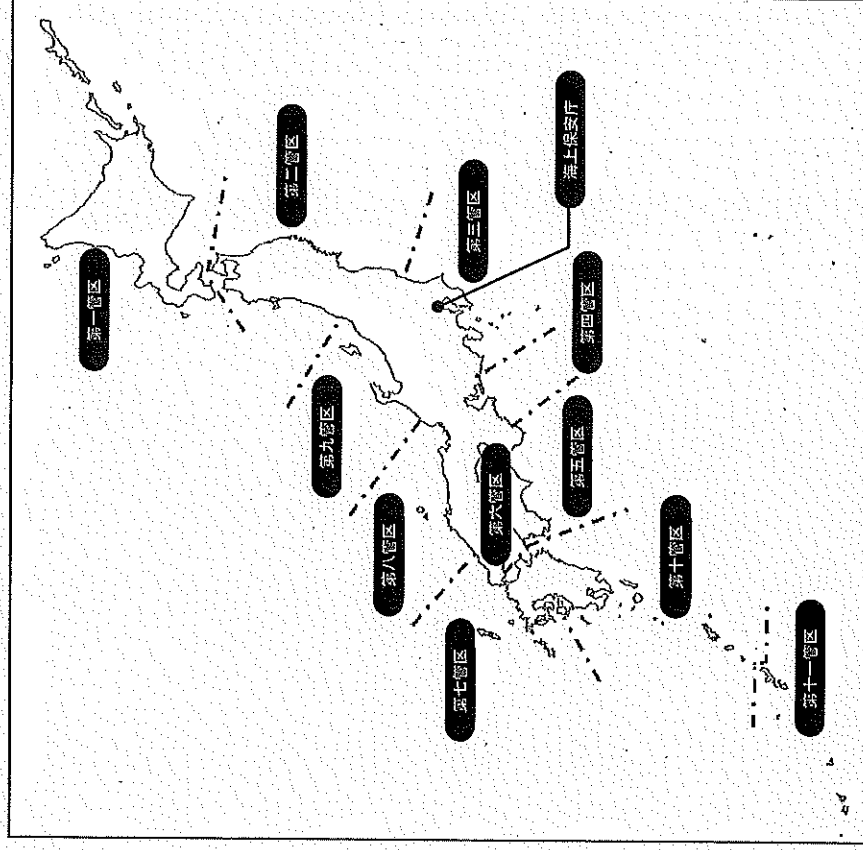 第一管区
第二管区
第三管区
海上保安庁
第四管区
第五管区
第六管区
第七管区
第八管区
第九管区
第十管区
第十一管区